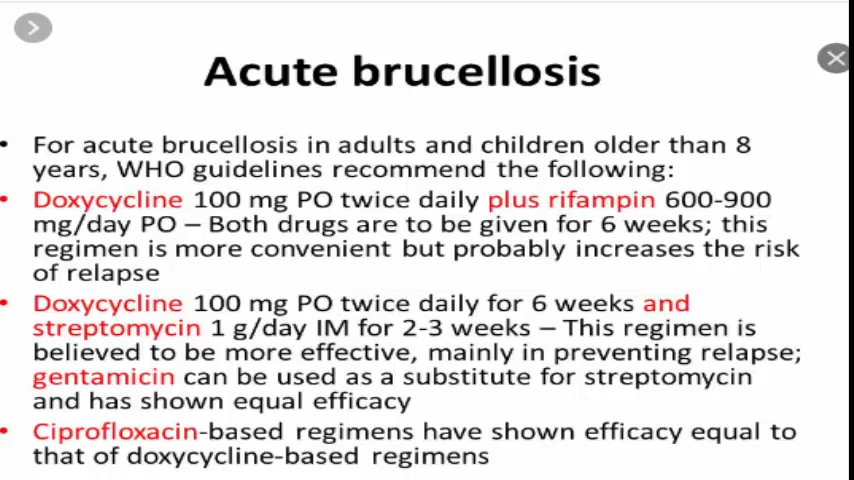 Acute brucellosis
• For acute brucellosis in adults and children older than 8
years, WHO guidelines recommend the following:
• Doxycycline 100 mg PO twice daily plus rifampin 600-900
mg/day PO – Both drugs are to be given for 6 weeks; this
regimen is more convenient but probably increases the risk
of relapse
• Doxycycline 100 mg PO twice daily for 6 weeks and
streptomycin 1 g/day IM for 2-3 weeks – This regimen is
believed to be more effective, mainly in preventing relapse;
gentamicin can be used as a substitute for streptomycin
and has shown equal efficacy
• Ciprofloxacin-based regimens have shown efficacy equal to
that of doxycycline-based regimens